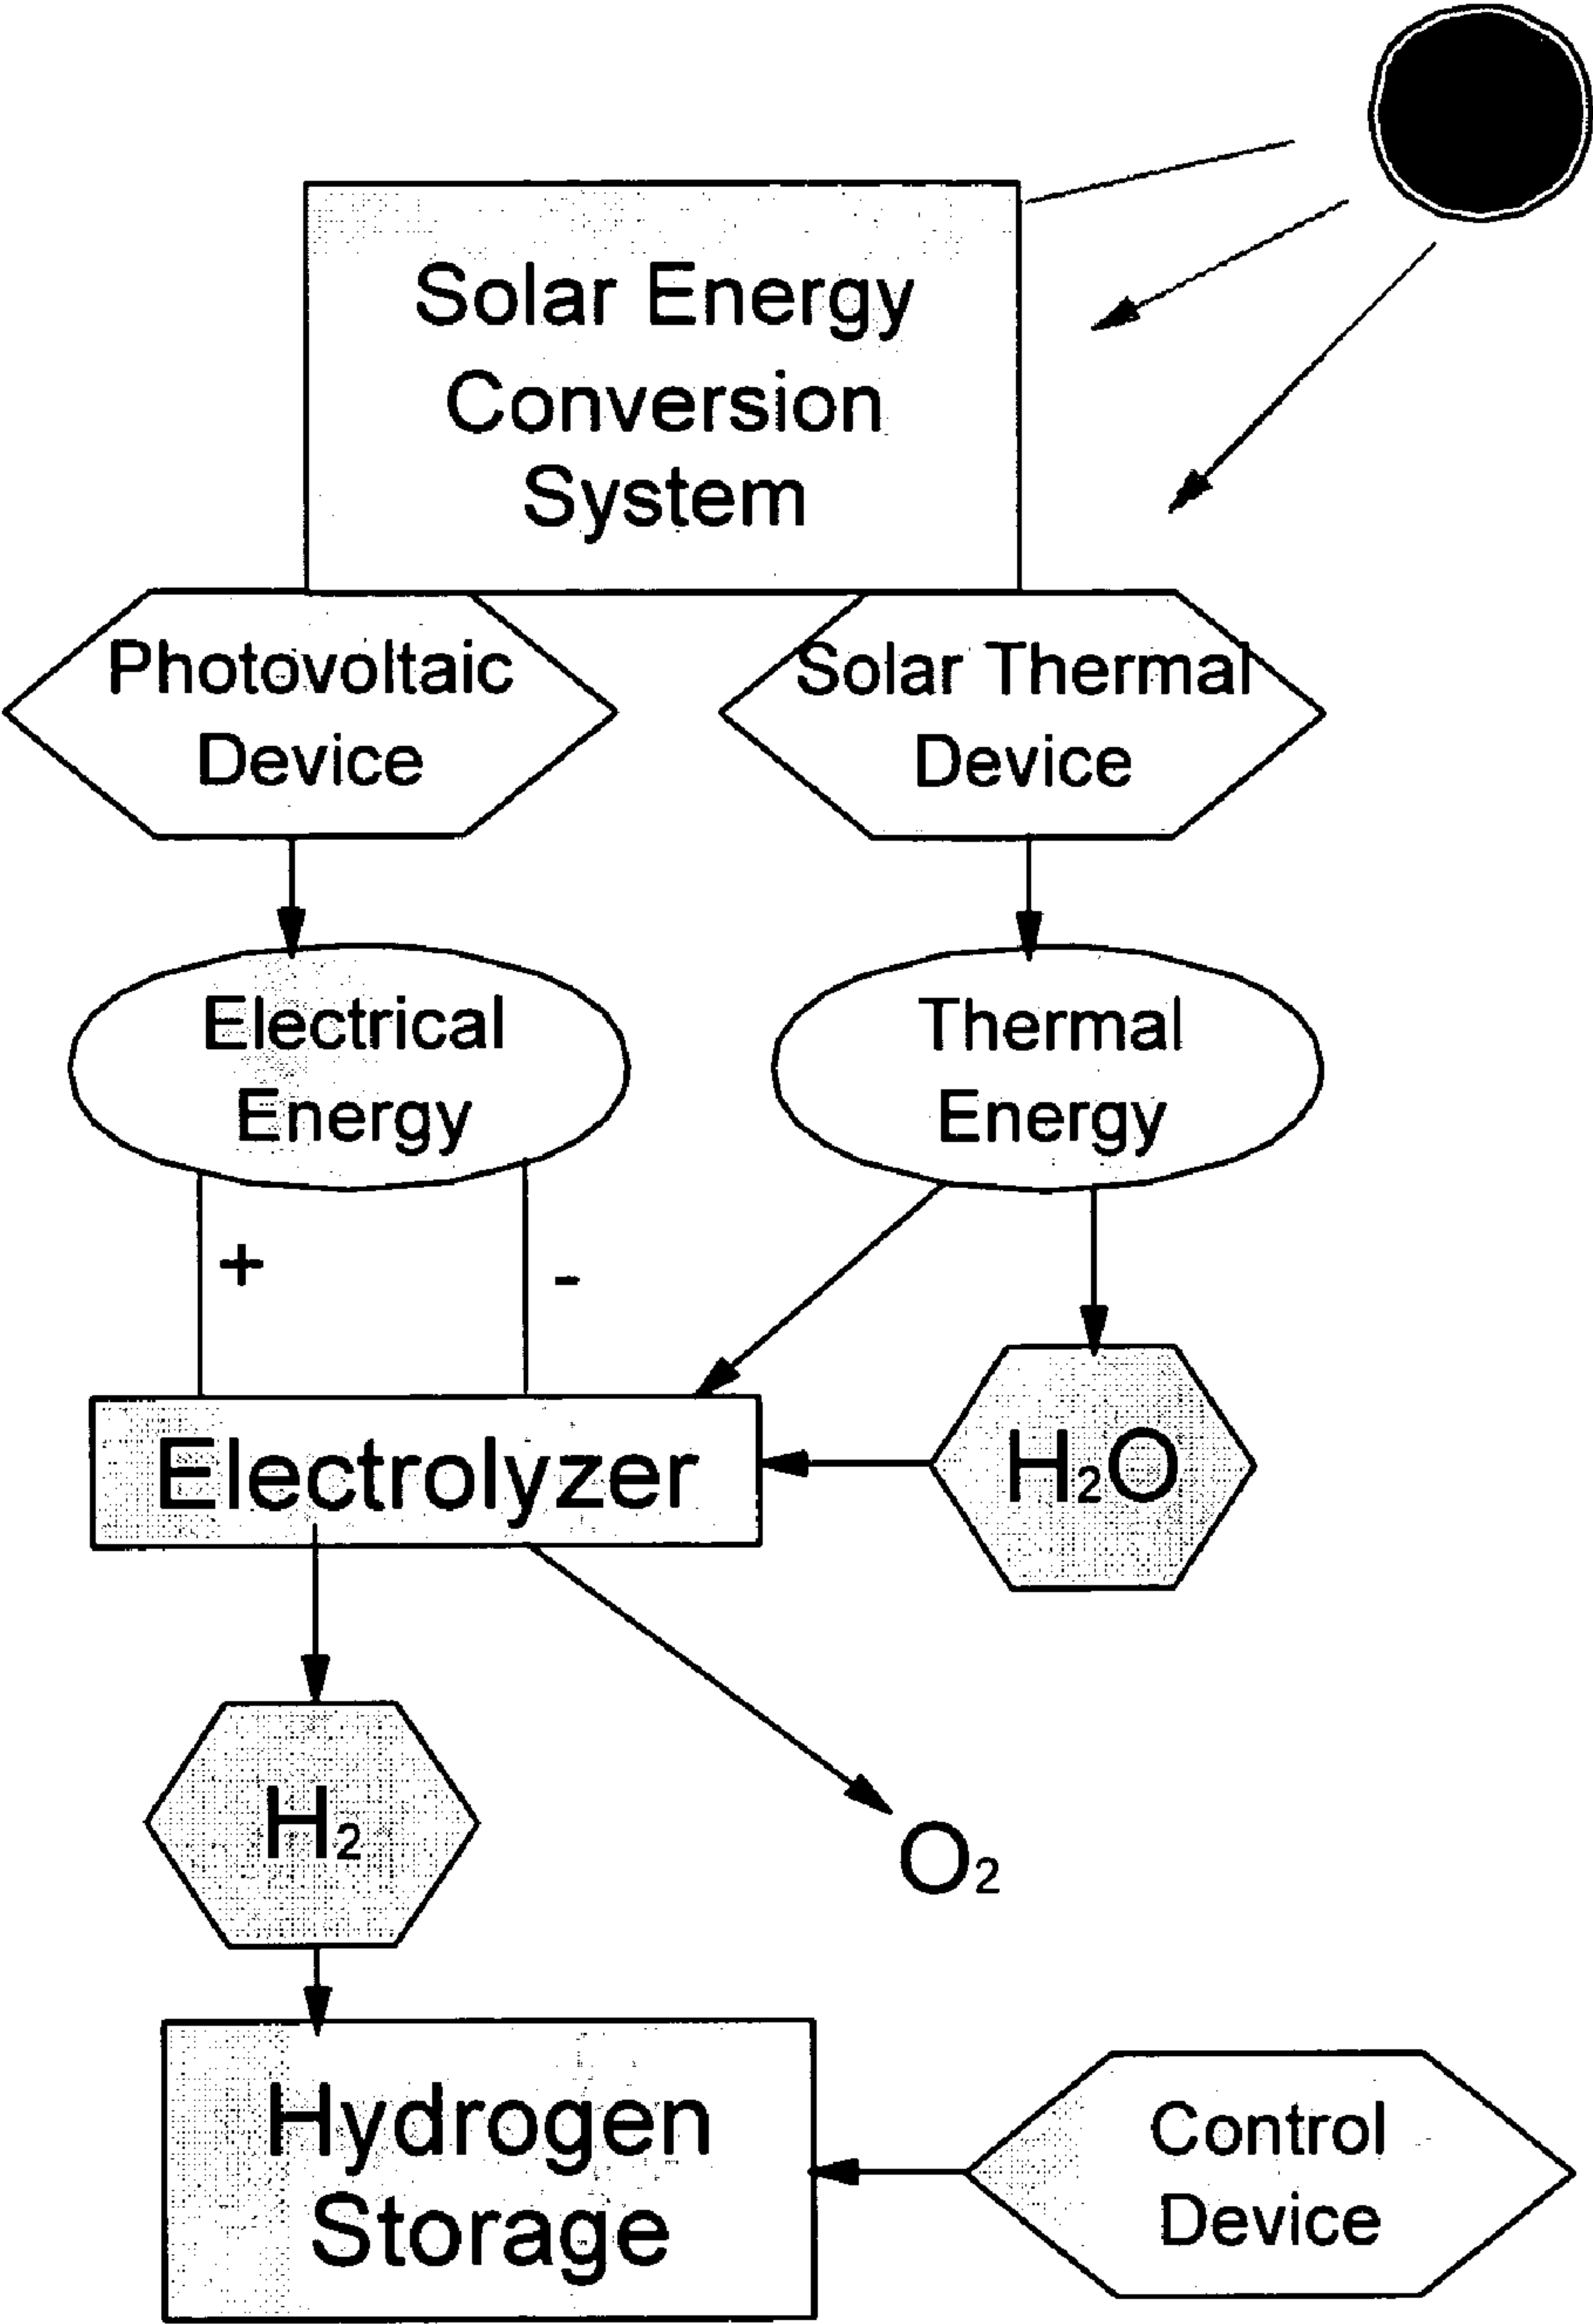 Solar Energy
Conversion
System
Photovoltaic
Device
Solar Thermal
Device
Electrical
Energy
Thermal
Energy
+
-
Electrolyzer
H₂O
H₂
O₂
Hydrogen
Storage
Control
Device